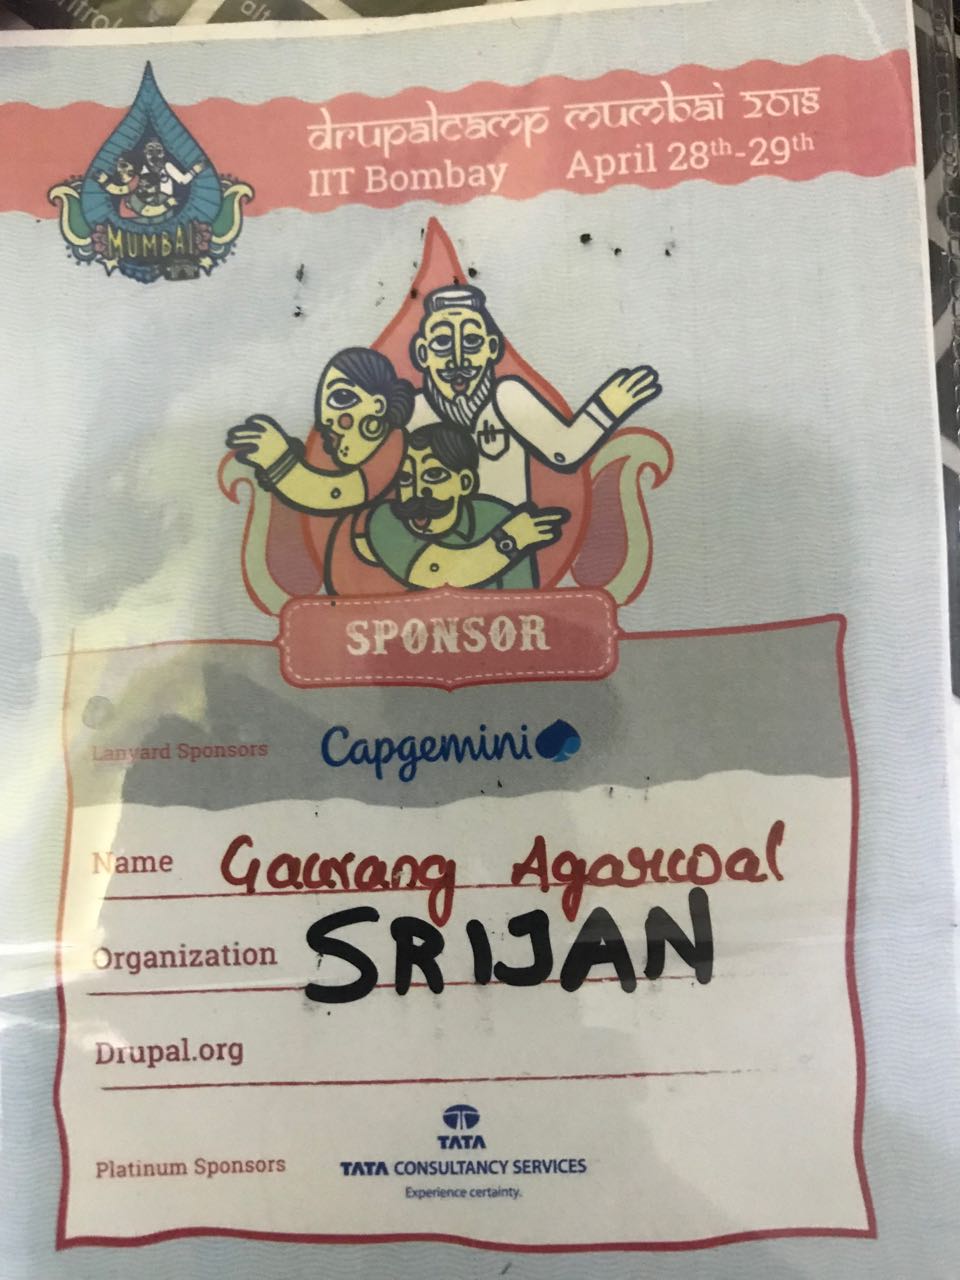 drupalcamp mumbai 2018
IIT Bombay April 28th-29th
MUMBAI
SPONSOR
Lanyard Sponsors Capgemini
Name Gaurang Agarwal
Organization SRIJAN
Drupal.org
Platinum Sponsors
TATA
TATA CONSULTANCY SERVICES
Experience certainty.